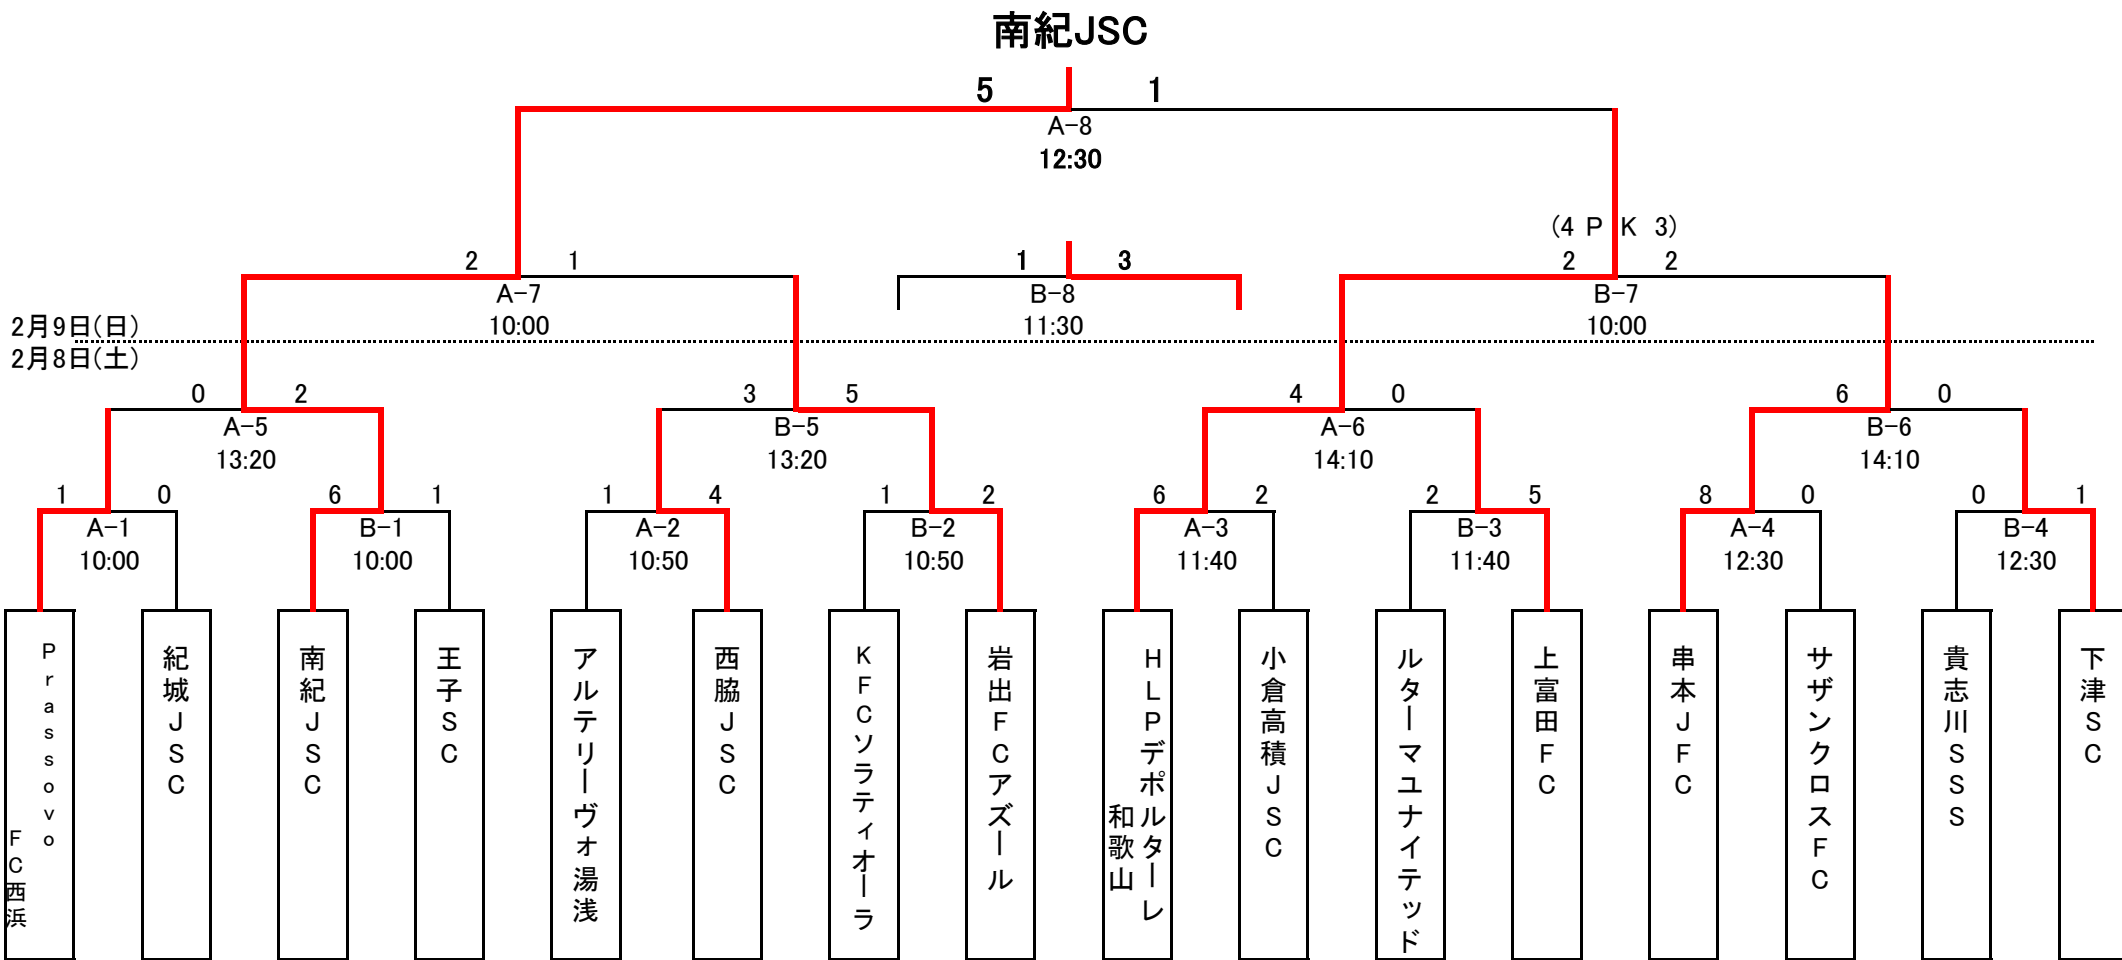 南紀JSC
5 1
A-8
12:30
(4 P K 3)
2 1 1 3 2 2
A-7 B-8 B-7
2月9日(日) 10:00 11:30 10:00
2月8日(土)
0 2 3 5 4 0 6 0
A-5 B-5 A-6 B-6
13:20 13:20 14:10 14:10
1 0 6 1 1 4 1 2 6 2 2 5 8 0 0 1
A-1 B-1 A-2 B-2 A-3 B-3 A-4 B-4
10:00 10:00 10:50 10:50 11:40 11:40 12:30 12:30
Prassovo
FC西浜
紀城JSC
南紀JSC
王子SC
アルテリーヴォ湯浅
西脇JSC
KFCソラティオーラ
岩出FCアズール
HLPデポルターレ
和歌山
小倉高積JSC
ルターマユナイテッド
上富田FC
串本JFC
サザンクロスFC
貴志川SSS
下津SC